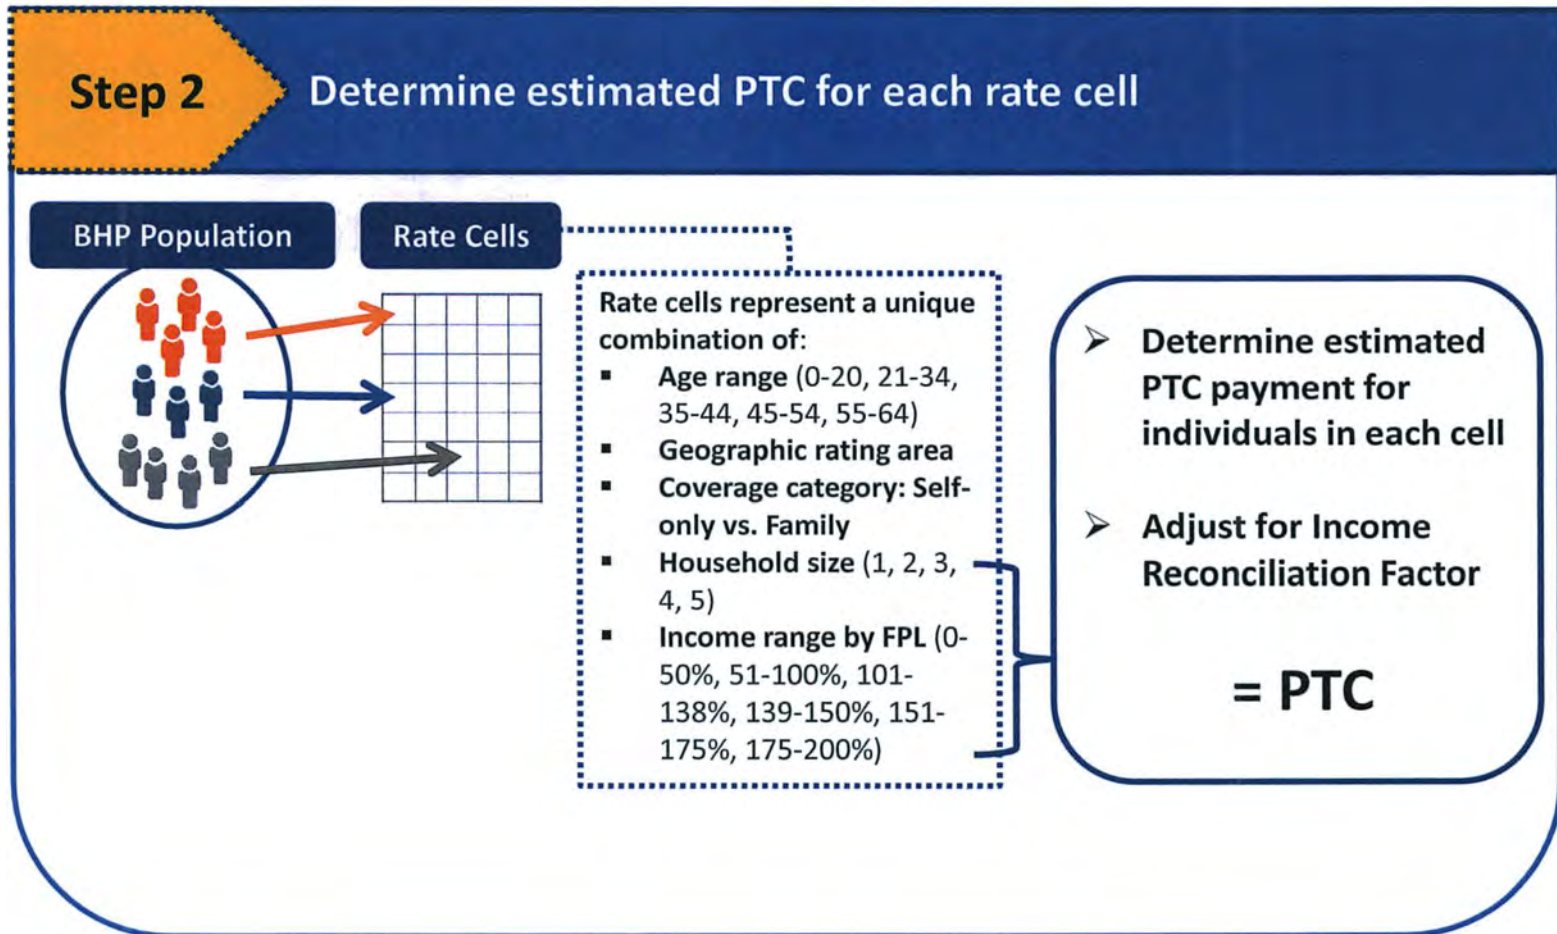 Step 2
Determine estimated PTC for each rate cell
BHP Population
Rate Cells
Rate cells represent a unique
combination of:
▪ Age range (0-20, 21-34,
35-44, 45-54, 55-64)
▪ Geographic rating area
▪ Coverage category: Self-
only vs. Family
▪ Household size (1, 2, 3,
4, 5)
▪ Income range by FPL (0-
50%, 51-100%, 101-
138%, 139-150%, 151-
175%, 175-200%)
➢ Determine estimated
PTC payment for
individuals in each cell
➢ Adjust for Income
Reconciliation Factor
= PTC